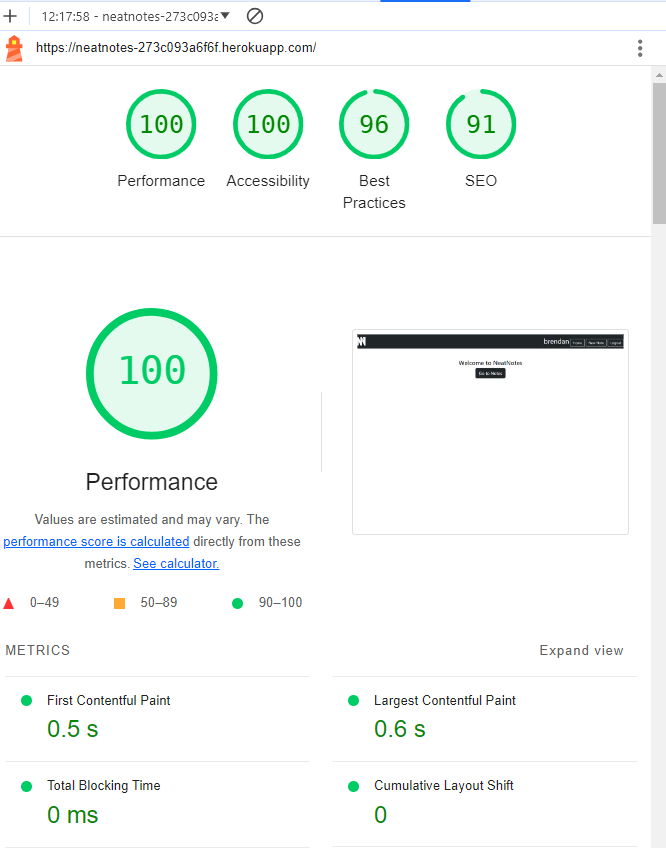 12:17:58 - neatnotes-273c093a
https://neatnotes-273c093a6f6f.herokuapp.com/
100
100
96
91
Performance
Accessibility
Best
Practices
SEO
100
Performance
Values are estimated and may vary. The
performance score is calculated directly from these
metrics. See calculator.
0–49
50–89
90–100
brendan
Home
New Note
Logout
Welcome to NeatNotes
Go to Notes
METRICS
Expand view
First Contentful Paint
0.5 s
Largest Contentful Paint
0.6 s
Total Blocking Time
0 ms
Cumulative Layout Shift
0